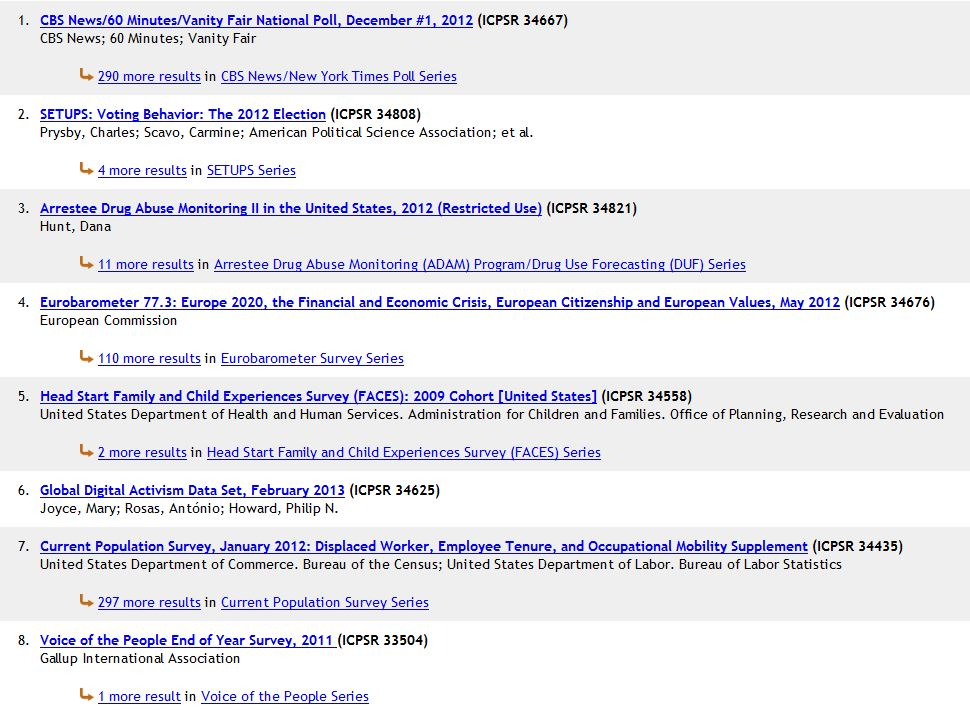 1. CBS News/60 Minutes/Vanity Fair National Poll, December #1, 2012 (ICPSR 34667)
CBS News; 60 Minutes; Vanity Fair
290 more results in CBS News/New York Times Poll Series
2. SETUPS: Voting Behavior: The 2012 Election (ICPSR 34808)
Prysby, Charles; Scavo, Carmine; American Political Science Association; et al.
4 more results in SETUPS Series
3. Arrestee Drug Abuse Monitoring II in the United States, 2012 (Restricted Use) (ICPSR 34821)
Hunt, Dana
11 more results in Arrestee Drug Abuse Monitoring (ADAM) Program/Drug Use Forecasting (DUF) Series
4. Eurobarometer 77.3: Europe 2020, the Financial and Economic Crisis, European Citizenship and European Values, May 2012 (ICPSR 34676)
European Commission
110 more results in Eurobarometer Survey Series
5. Head Start Family and Child Experiences Survey (FACES): 2009 Cohort [United States] (ICPSR 34558)
United States Department of Health and Human Services. Administration for Children and Families. Office of Planning, Research and Evaluation
2 more results in Head Start Family and Child Experiences Survey (FACES) Series
6. Global Digital Activism Data Set, February 2013 (ICPSR 34625)
Joyce, Mary; Rosas, António; Howard, Philip N.
7. Current Population Survey, January 2012: Displaced Worker, Employee Tenure, and Occupational Mobility Supplement (ICPSR 34435)
United States Department of Commerce. Bureau of the Census; United States Department of Labor. Bureau of Labor Statistics
297 more results in Current Population Survey Series
8. Voice of the People End of Year Survey, 2011 (ICPSR 33504)
Gallup International Association
1 more result in Voice of the People Series